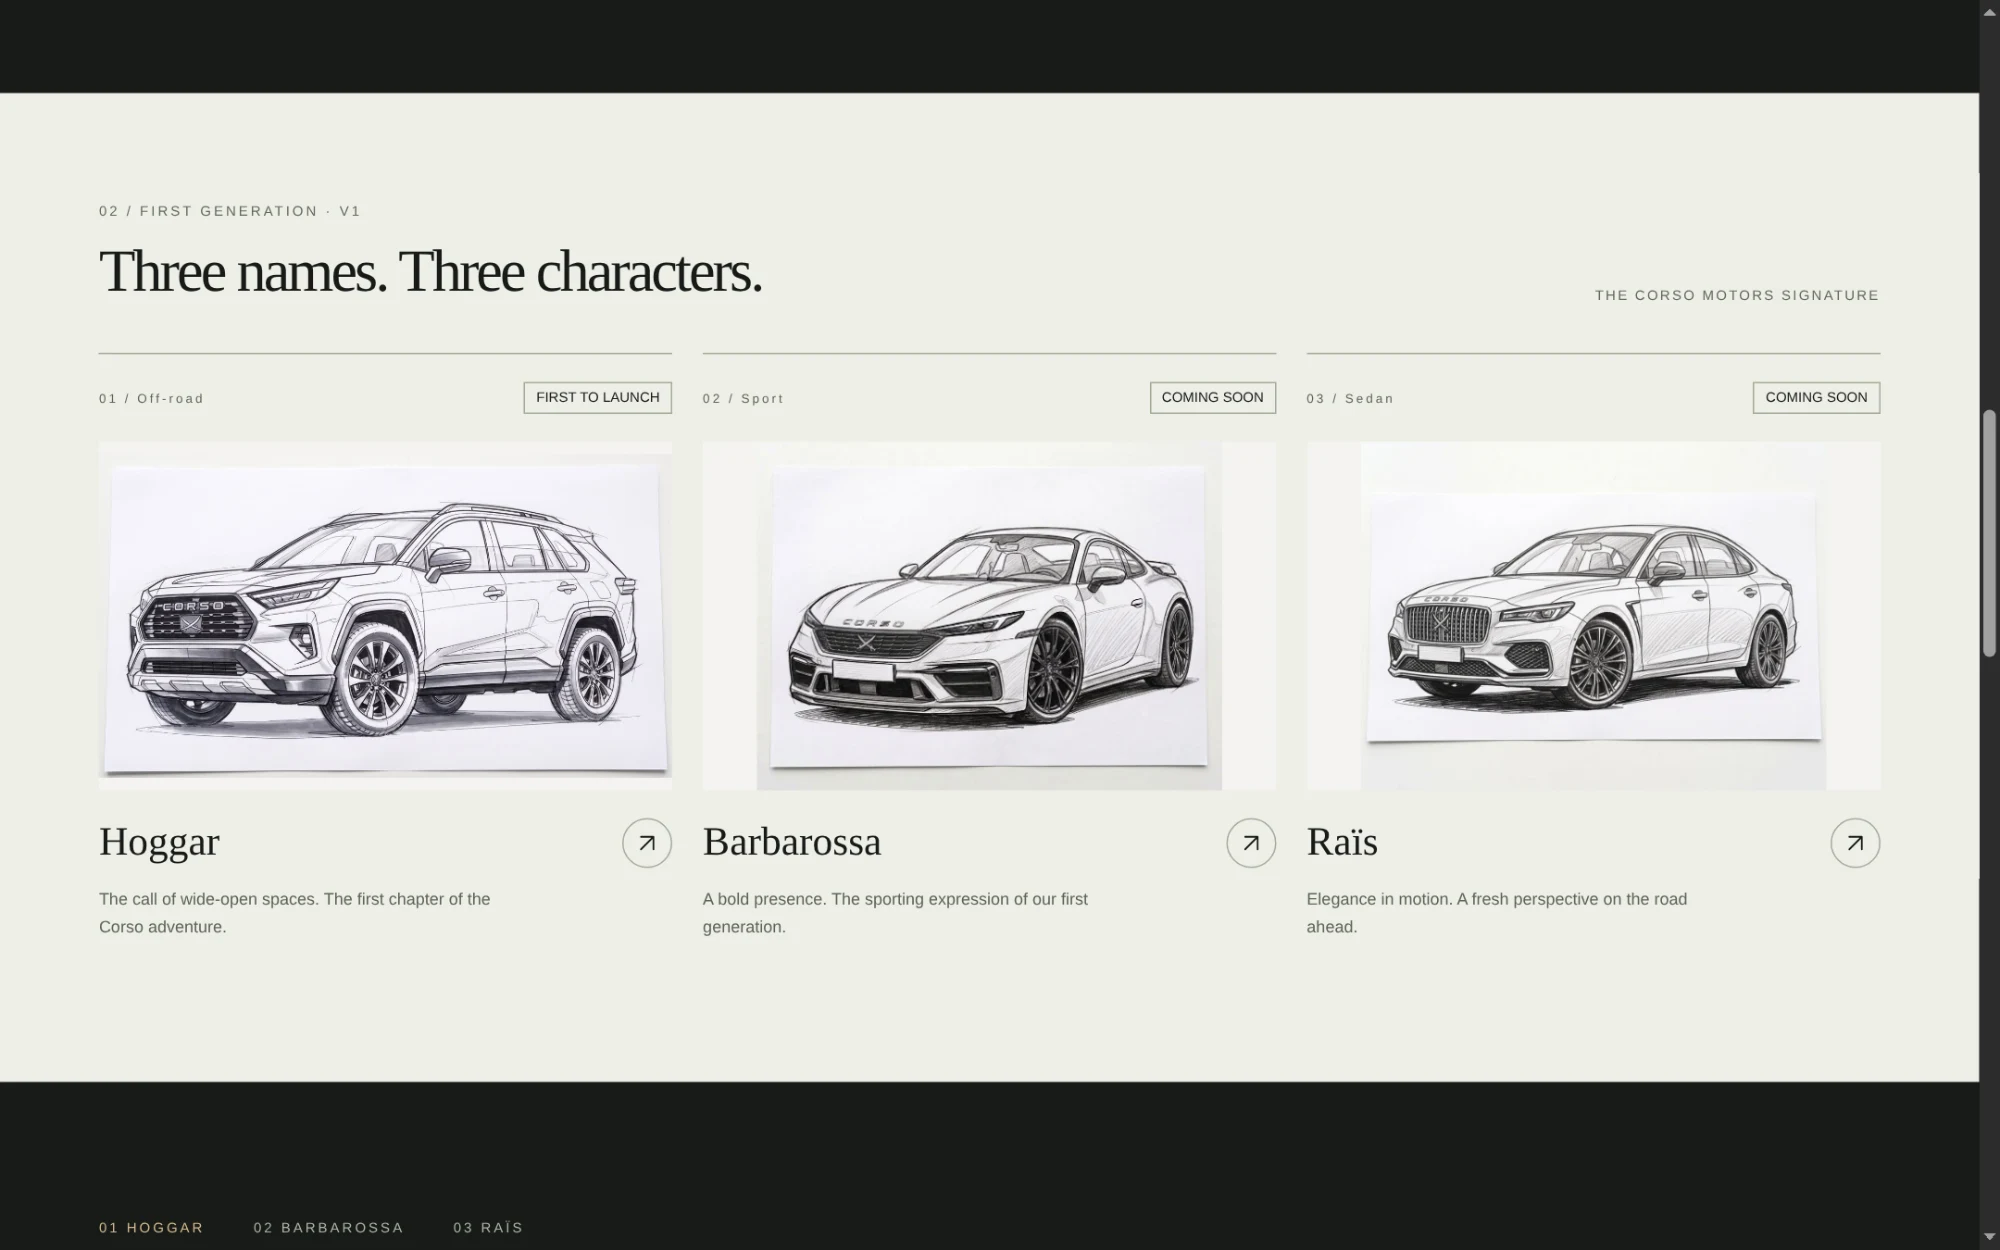 02 / FIRST GENERATION · V1
Three names. Three characters.
THE CORSO MOTORS SIGNATURE
01 / Off-road
FIRST TO LAUNCH
CORSO
Hoggar
The call of wide-open spaces. The first chapter of the
Corso adventure.
02 / Sport
COMING SOON
CORSO
Barbarossa
A bold presence. The sporting expression of our first
generation.
03 / Sedan
COMING SOON
CORSO
Raïs
Elegance in motion. A fresh perspective on the road
ahead.
01 HOGGAR
02 BARBAROSSA
03 RAÏS